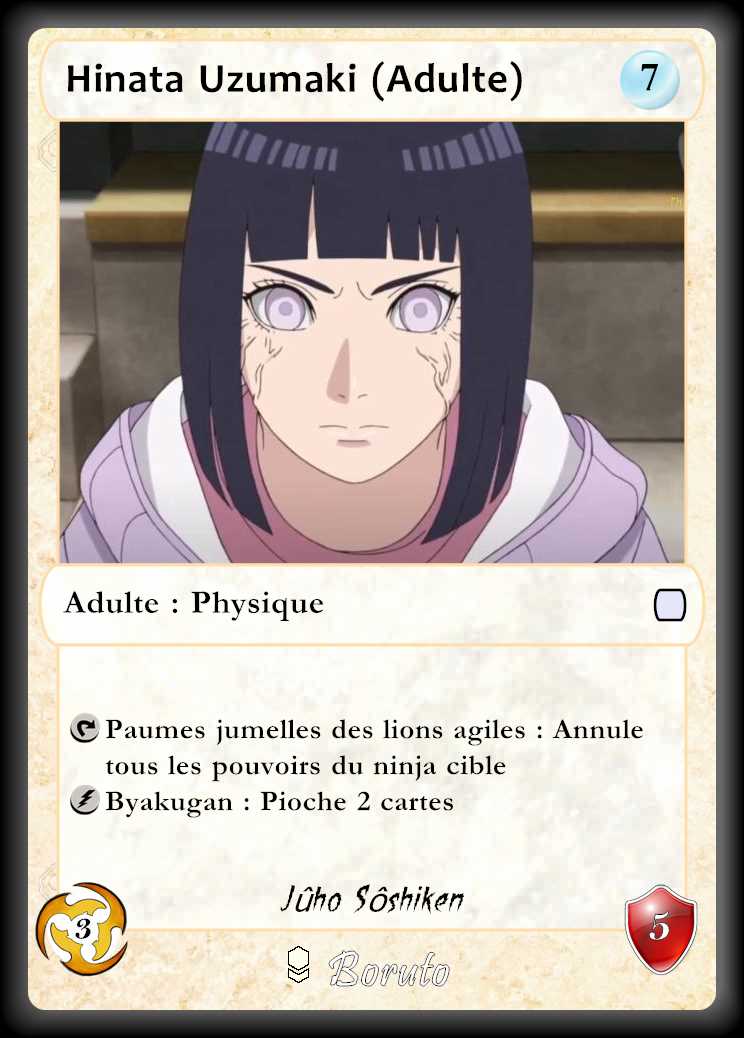 Hinata Uzumaki (Adulte)
7
Adulte : Physique
Paumes jumelles des lions agiles : Annule
tous les pouvoirs du ninja cible
Byakugan : Pioche 2 cartes
Jûho Sôshiken
3
5
Boruto